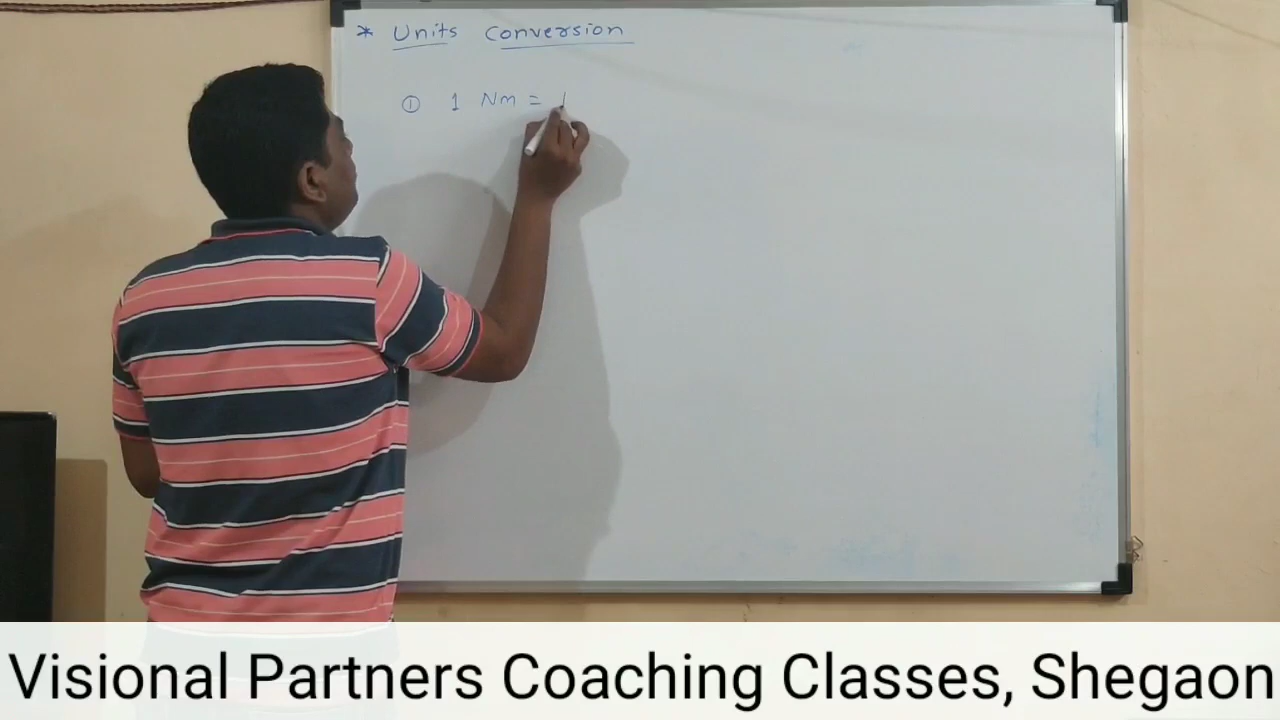 * Units conversion
① 1 Nm = 1
Visional Partners Coaching Classes, Shegaon